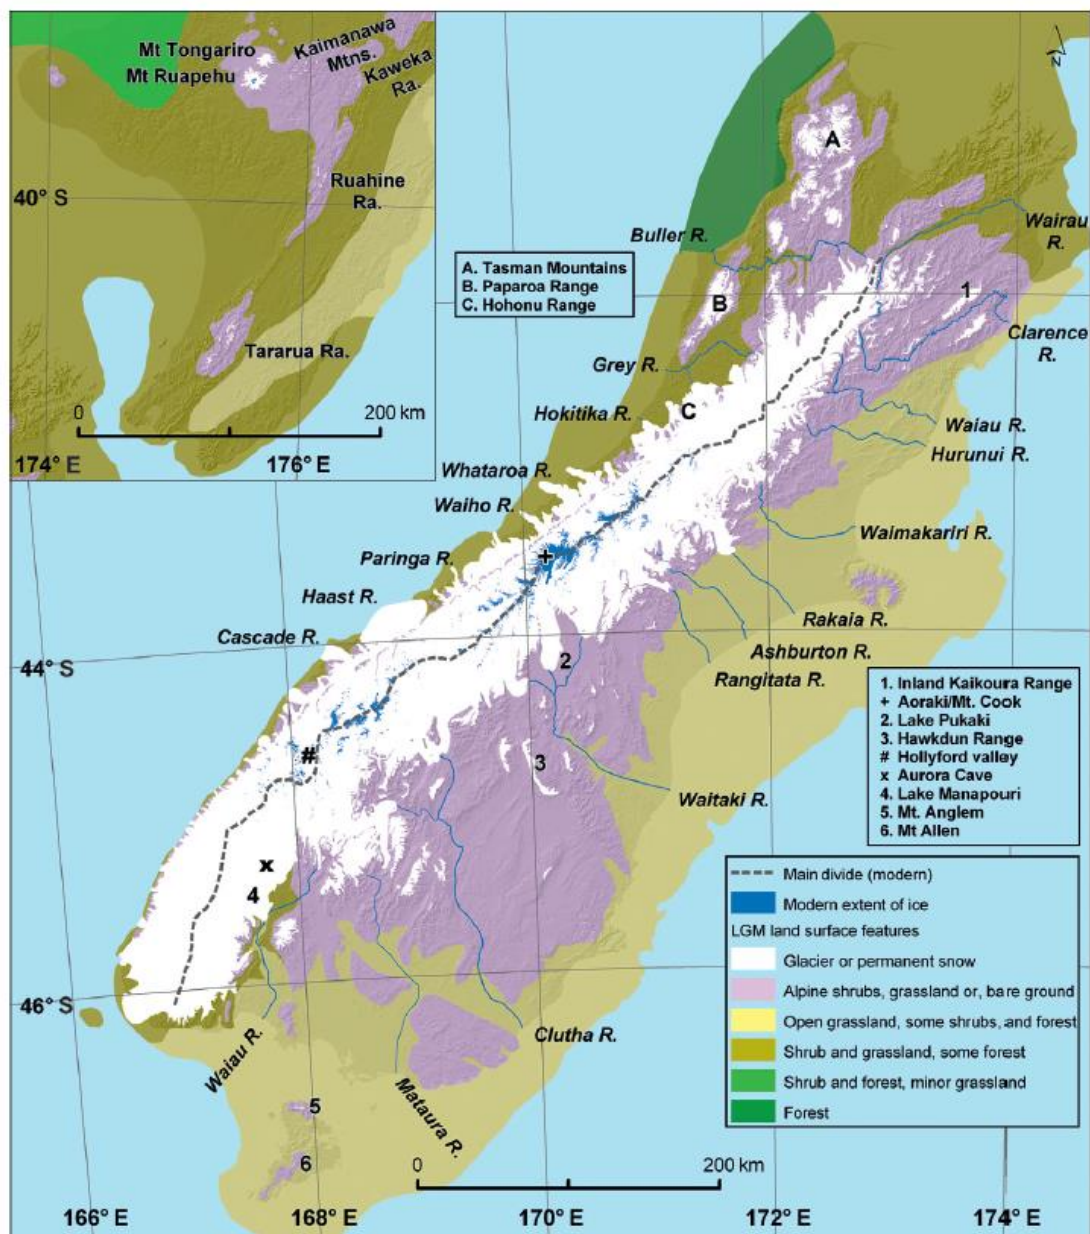 Mt Tongariro
Mt Ruapehu
Kaimanawa
Mtns.
Kaweka
Ra.
Ruahine
Ra.
40° S
Tararua Ra.
0
200 km
174° E
176° E
N
A
B
C
1
Buller R.
Wairau
R.
A. Tasman Mountains
B. Paparoa Range
C. Hohonu Range
Clarence
R.
Grey R.
Hokitika R.
Waiau R.
Hurunui R.
Whataroa R.
Waiho R.
Waimakariri R.
+
Paringa R.
Haast R.
Cascade R.
Rakaia R.
Ashburton R.
Rangitata R.
44° S
2
3
#
Waitaki R.
1. Inland Kaikoura Range
+ Aoraki/Mt. Cook
2. Lake Pukaki
3. Hawkdun Range
# Hollyford valley
x Aurora Cave
4. Lake Manapouri
5. Mt. Anglem
6. Mt Allen
x
4
Main divide (modern)
Modern extent of ice
LGM land surface features
Glacier or permanent snow
Alpine shrubs, grassland or, bare ground
Open grassland, some shrubs, and forest
Shrub and grassland, some forest
Shrub and forest, minor grassland
Forest
46° S
Waiau R.
Clutha R.
Mataura R.
5
6
0
200 km
166° E
168° E
170° E
172° E
174° E